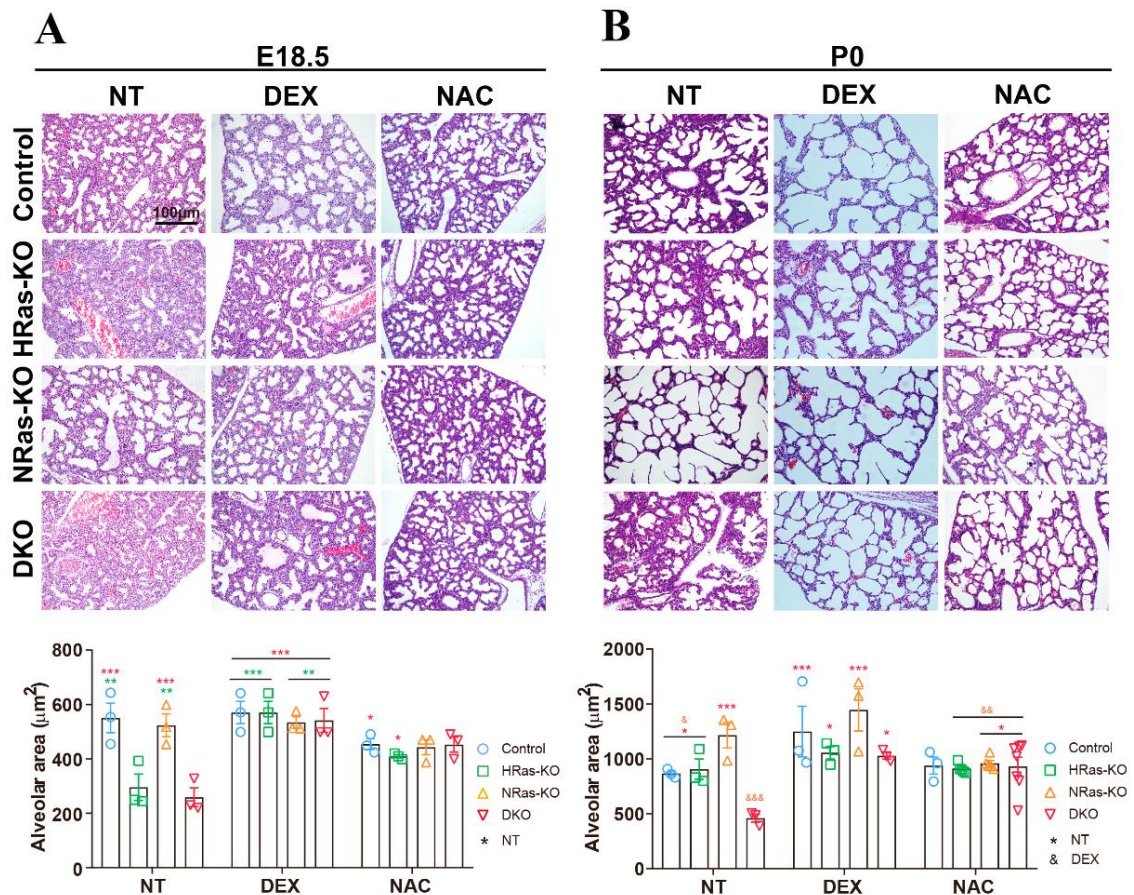 A
E18.5
NT DEX NAC
Control
HRas-KO
NRas-KO
DKO
100μm
B
P0
NT DEX NAC
Alveolar area (μm²)
800
600
400
200
0
***
**
***
**
***
***
**
*
*
NT DEX NAC
Control
HRas-KO
NRas-KO
DKO
* NT
Alveolar area (μm²)
2000
1500
1000
500
0
&
*
***
&&&
***
*
***
*
&&
*
NT DEX NAC
Control
HRas-KO
NRas-KO
DKO
* NT
& DEX